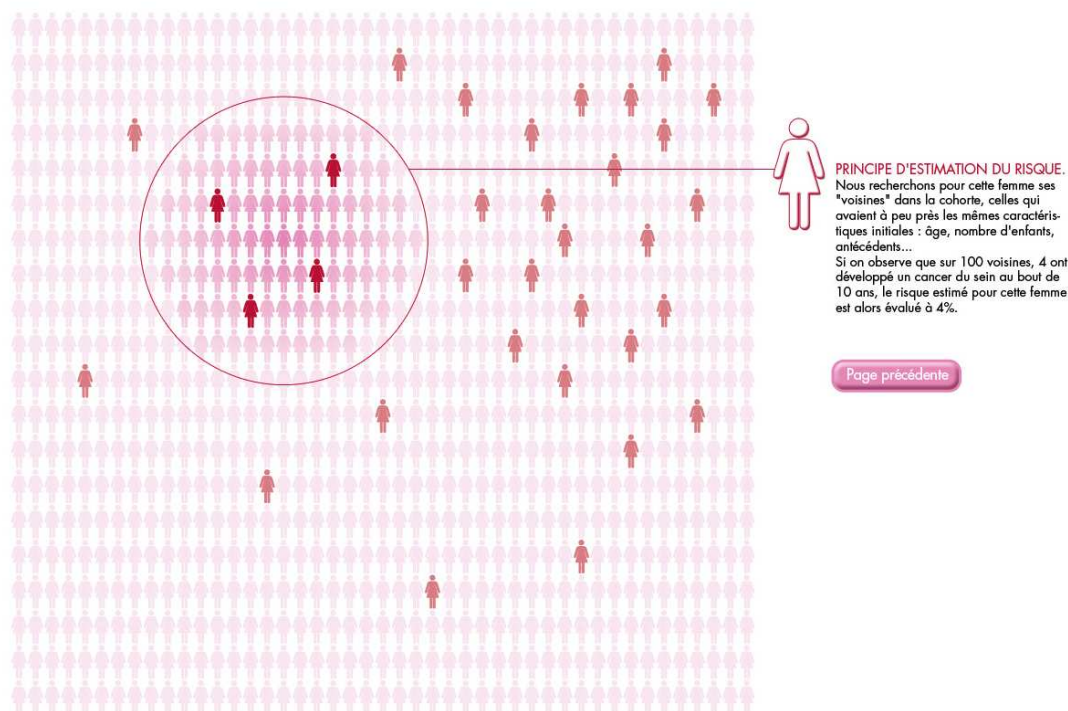 PRINCIPE D'ESTIMATION DU RISQUE.
Nous recherchons pour cette femme ses
"voisines" dans la cohorte, celles qui
avaient à peu près les mêmes caractéris-
tiques initiales : âge, nombre d'enfants,
antécédents...
Si on observe que sur 100 voisines, 4 ont
développé un cancer du sein au bout de
10 ans, le risque estimé pour cette femme
est alors évalué à 4%.
Page précédente